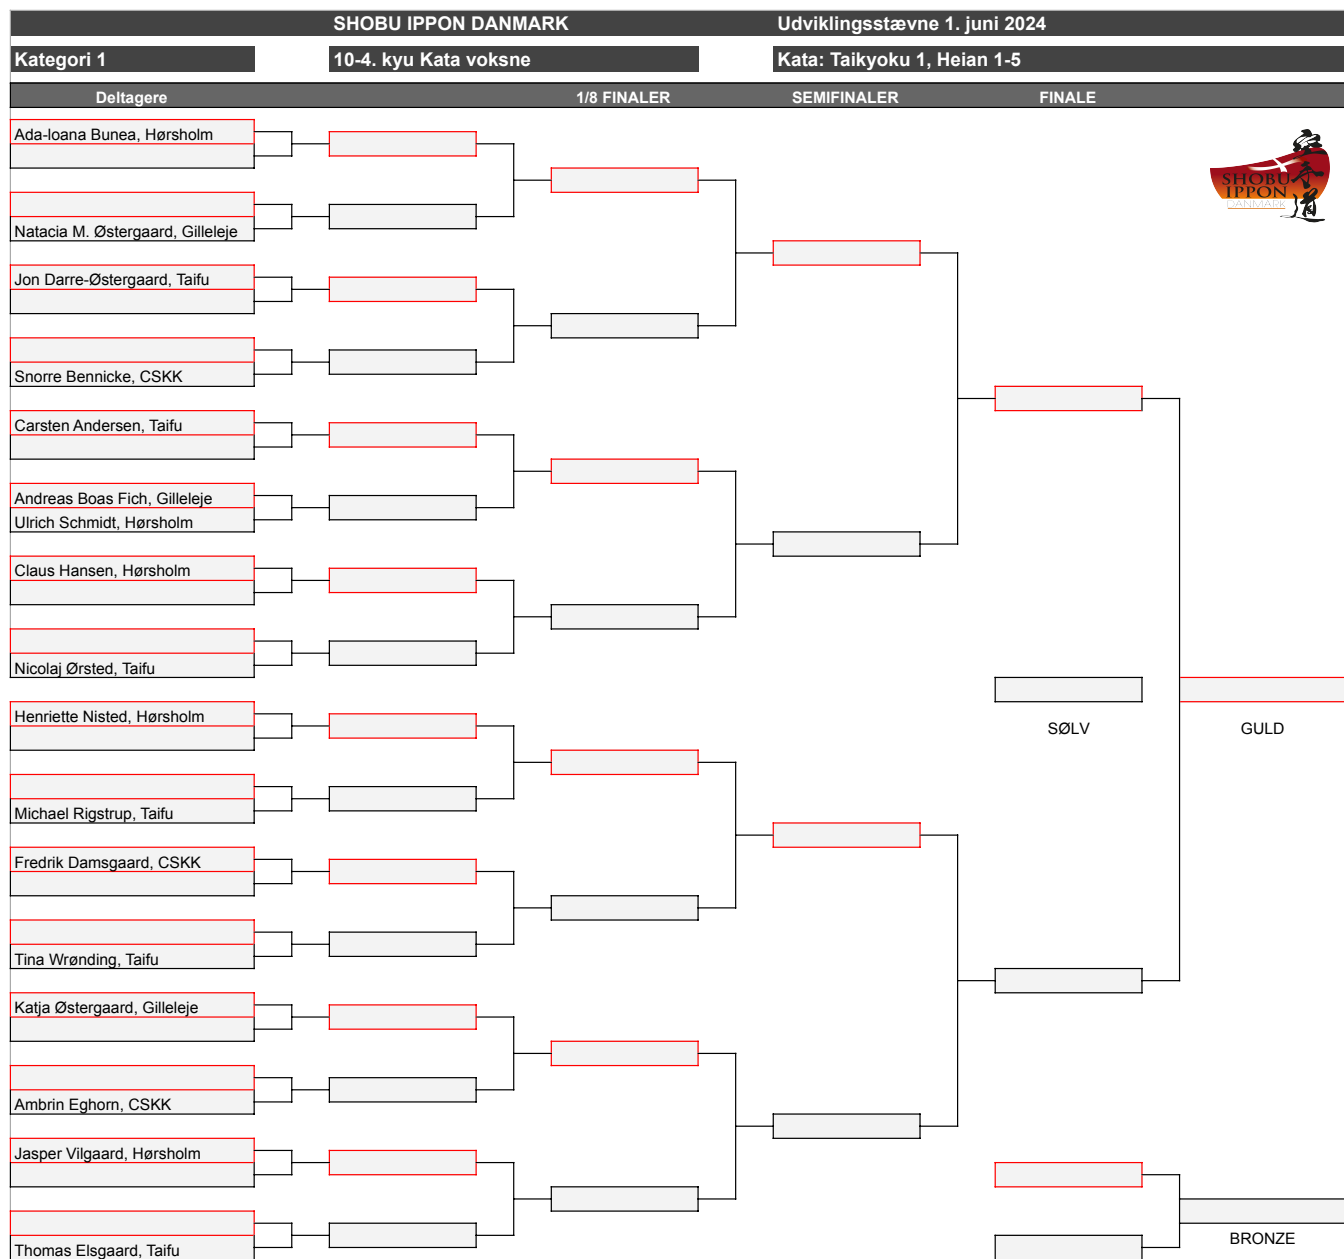 SHOBU IPPON DANMARK Udviklingsstævne 1. juni 2024
Kategori 1 10-4. kyu Kata voksne Kata: Taikyoku 1, Heian 1-5
Deltagere 1/8 FINALER SEMIFINALER FINALE
Ada-Ioana Bunea, Hørsholm
空手道
SHOBU
IPPON
DANMARK
Natacia M. Østergaard, Gilleleje
Jon Darre-Østergaard, Taifu
Snorre Bennicke, CSKK
Carsten Andersen, Taifu
Andreas Boas Fich, Gilleleje
Ulrich Schmidt, Hørsholm
Claus Hansen, Hørsholm
Nicolaj Ørsted, Taifu
Henriette Nisted, Hørsholm
SØLV GULD
Michael Rigstrup, Taifu
Fredrik Damsgaard, CSKK
Tina Wrønding, Taifu
Katja Østergaard, Gilleleje
Ambrin Eghorn, CSKK
Jasper Vilgaard, Hørsholm
BRONZE
Thomas Elsgaard, Taifu